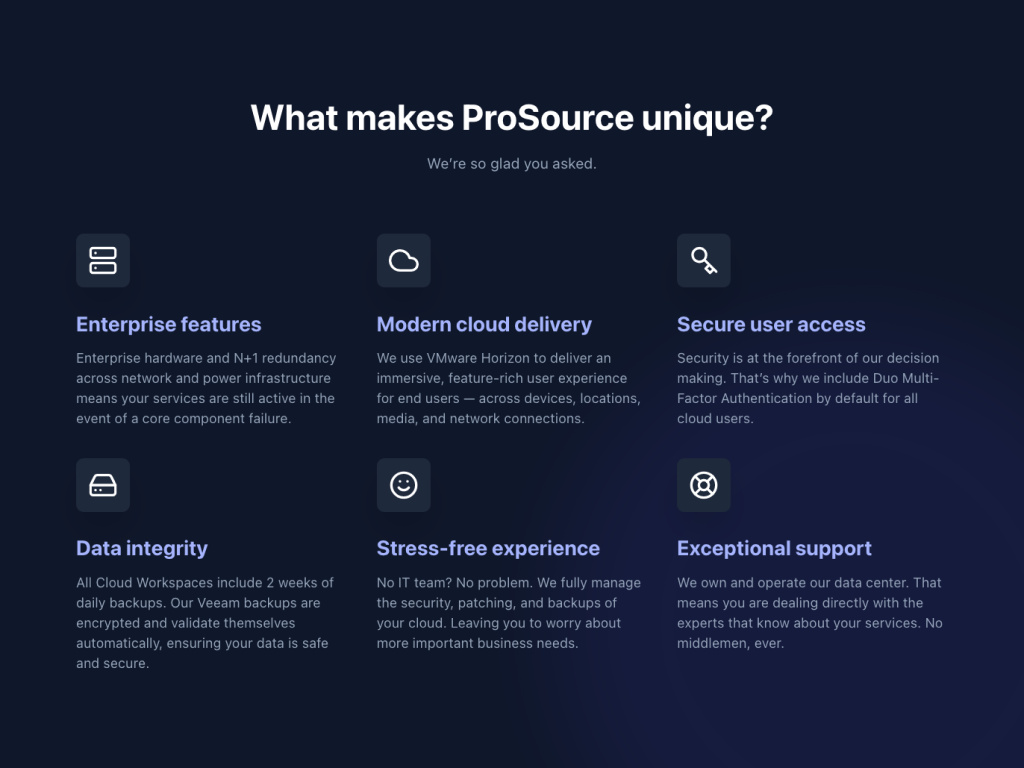 What makes ProSource unique?
We're so glad you asked.
Enterprise features
Enterprise hardware and N+1 redundancy
across network and power infrastructure
means your services are still active in the
event of a core component failure.
Modern cloud delivery
We use VMware Horizon to deliver an
immersive, feature-rich user experience
for end users — across devices, locations,
media, and network connections.
Secure user access
Security is at the forefront of our decision
making. That's why we include Duo Multi-
Factor Authentication by default for all
cloud users.
Data integrity
All Cloud Workspaces include 2 weeks of
daily backups. Our Veeam backups are
encrypted and validate themselves
automatically, ensuring your data is safe
and secure.
Stress-free experience
No IT team? No problem. We fully manage
the security, patching, and backups of
your cloud. Leaving you to worry about
more important business needs.
Exceptional support
We own and operate our data center. That
means you are dealing directly with the
experts that know about your services. No
middlemen, ever.